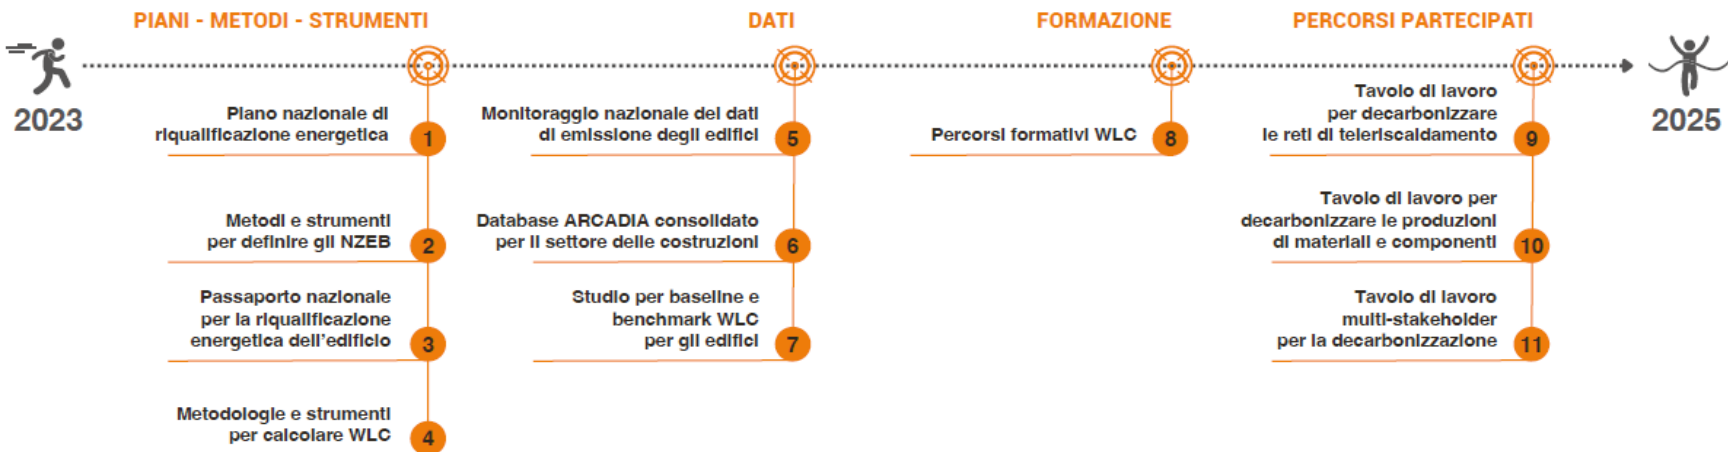 PIANI - METODI - STRUMENTI
DATI
FORMAZIONE
PERCORSI PARTECIPATI
2023
2025
Piano nazionale di
riqualificazione energetica
1
Metodi e strumenti
per definire gli NZEB
2
Passaporto nazionale
per la riqualificazione
energetica dell'edificio
3
Metodologie e strumenti
per calcolare WLC
4
Monitoraggio nazionale dei dati
di emissione degli edifici
5
Database ARCADIA consolidato
per il settore delle costruzioni
6
Studio per baseline e
benchmark WLC
per gli edifici
7
Percorsi formativi WLC
8
Tavolo di lavoro
per decarbonizzare
le reti di teleriscaldamento
9
Tavolo di lavoro per
decarbonizzare le produzioni
di materiali e componenti
10
Tavolo di lavoro
multi-stakeholder
per la decarbonizzazione
11